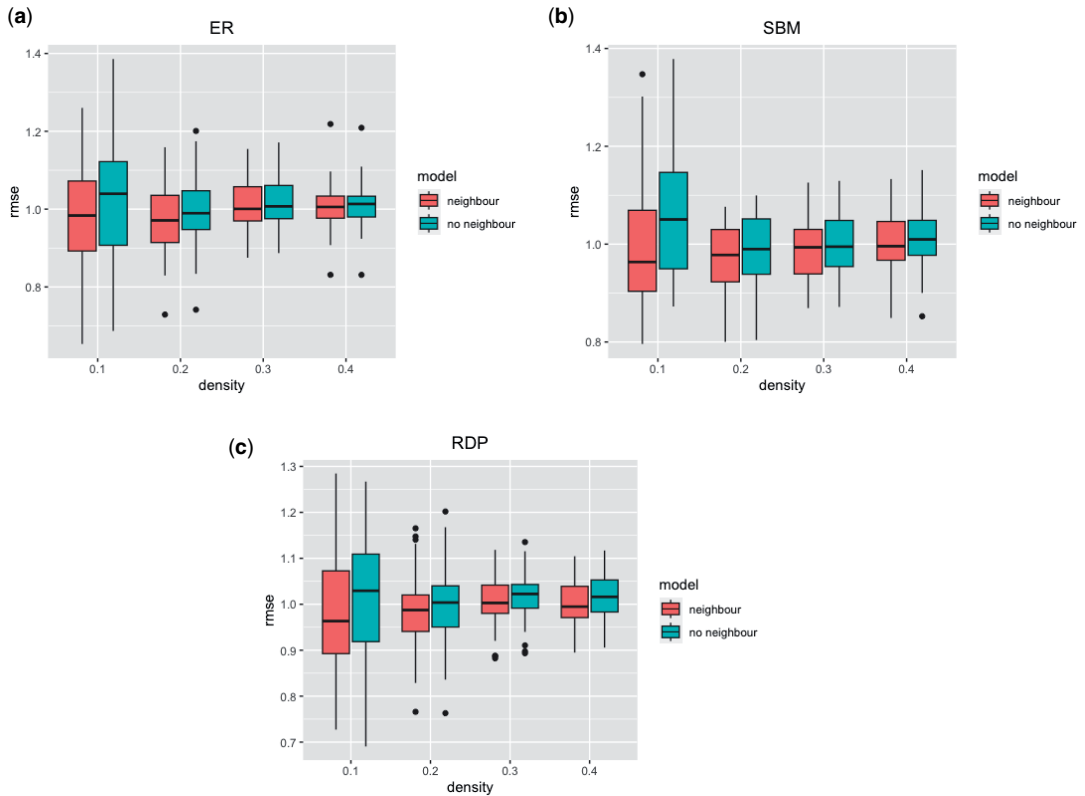 (a)
ER
1.4
1.2
1.0
0.8
rmse
0.1 0.2 0.3 0.4
density
model
neighbour
no neighbour
(b)
SBM
1.4
1.2
1.0
0.8
rmse
0.1 0.2 0.3 0.4
density
model
neighbour
no neighbour
(c)
RDP
1.3
1.2
1.1
1.0
0.9
0.8
0.7
rmse
0.1 0.2 0.3 0.4
density
model
neighbour
no neighbour